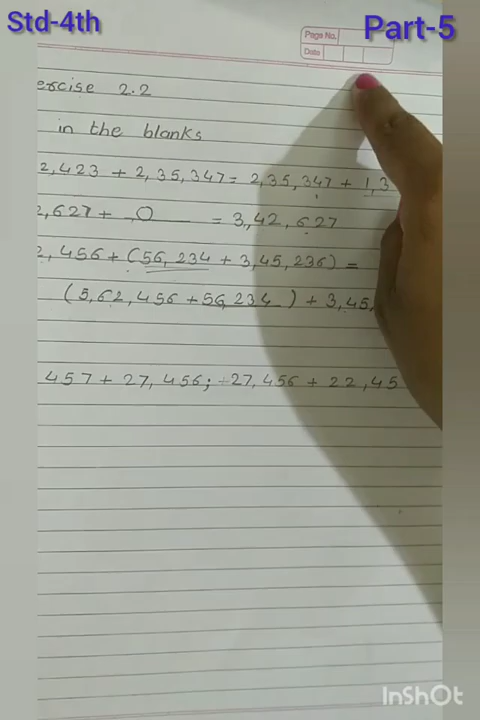 Std-4th
Part-5
Page No.
Date
ercise 2.2
in the blanks
2,423 + 2,35,347 = 2,35,347 + 1,3
2,627 + 0 = 3,42,627
2,456 + (56,234 + 3,45,236) =
(5,62,456 + 56,234) + 3,45,
457 + 27,456; 27,456 + 22,45
InShOt